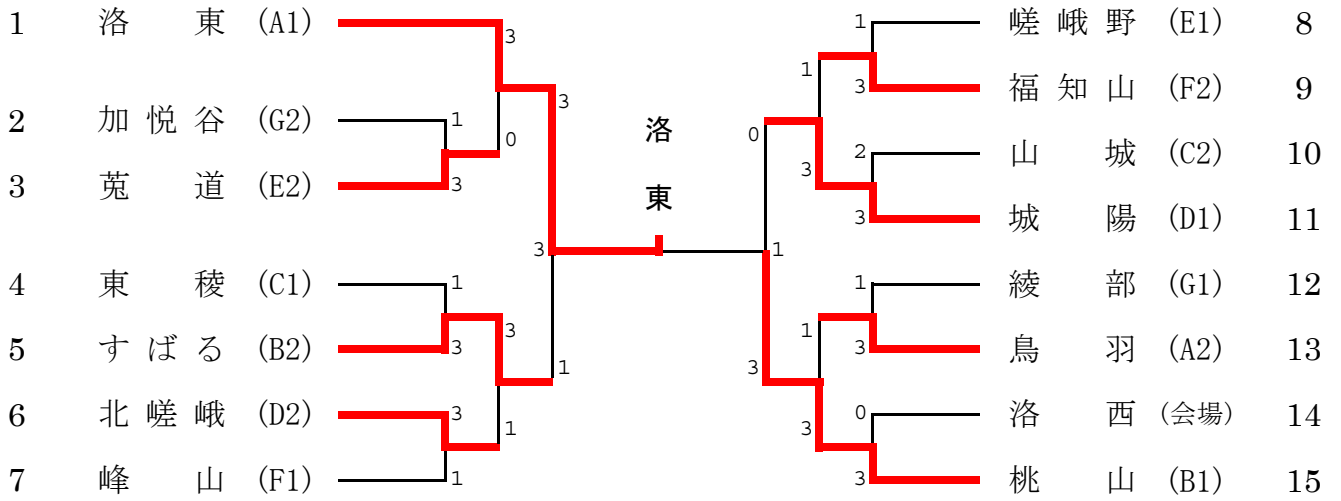 1 洛東 (A1)
2 加悦谷 (G2)
3 莵道 (E2)
4 東稜 (C1)
5 すばる (B2)
6 北嵯峨 (D2)
7 峰山 (F1)
3
1
0
3
3
1
3
3
3
1
1
1
3
洛東
3
1
0
3
1
3
1
3
1
3
2
3
1
3
0
3
嵯峨野 (E1) 8
福知山 (F2) 9
山城 (C2) 10
城陽 (D1) 11
綾部 (G1) 12
鳥羽 (A2) 13
洛西 (会場) 14
桃山 (B1) 15